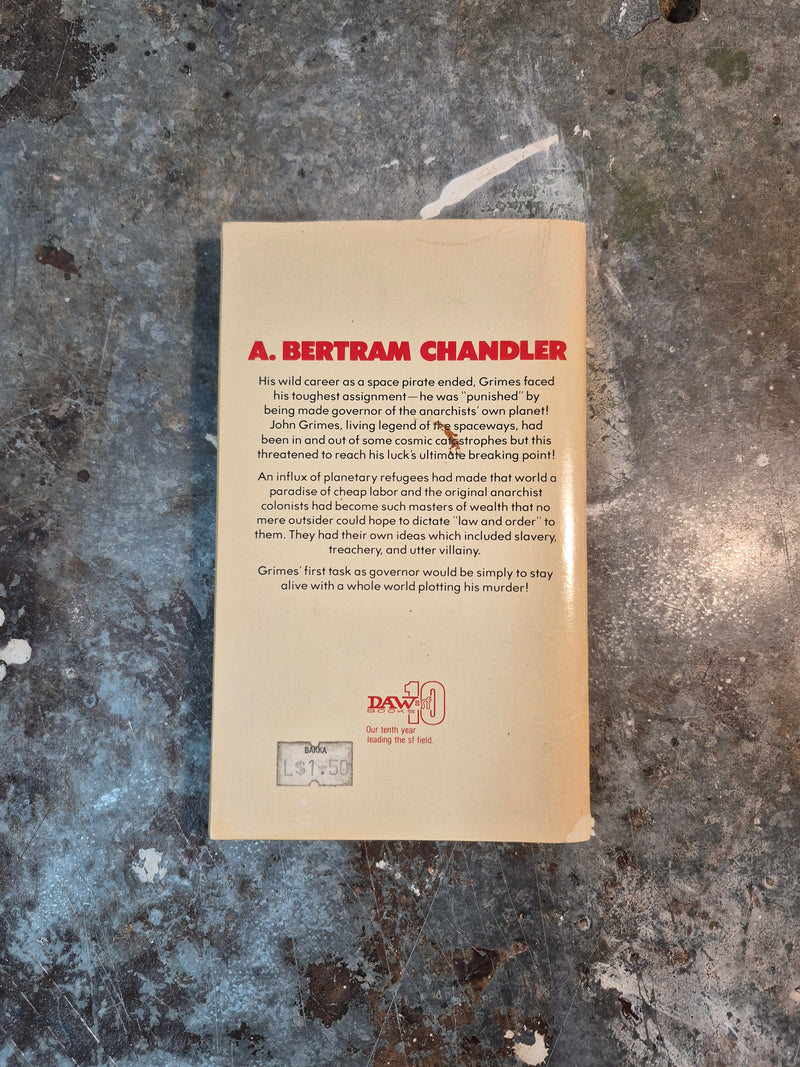 A. BERTRAM CHANDLER
His wild career as a space pirate ended, Grimes faced
his toughest assignment—he was "punished" by
being made governor of the anarchists' own planet!
John Grimes, living legend of the spaceways, had
been in and out of some cosmic catastrophes but this
threatened to reach his luck's ultimate breaking point!
An influx of planetary refugees had made that world a
paradise of cheap labor and the original anarchist
colonists had become such masters of wealth that no
mere outsider could hope to dictate "law and order" to
them. They had their own ideas which included slavery,
treachery, and utter villainy.
Grimes' first task as governor would be simply to stay
alive with a whole world plotting his murder!
DAW sf
BOOKS 10
Our tenth year
leading the sf field.
BAKKA
L$1.50